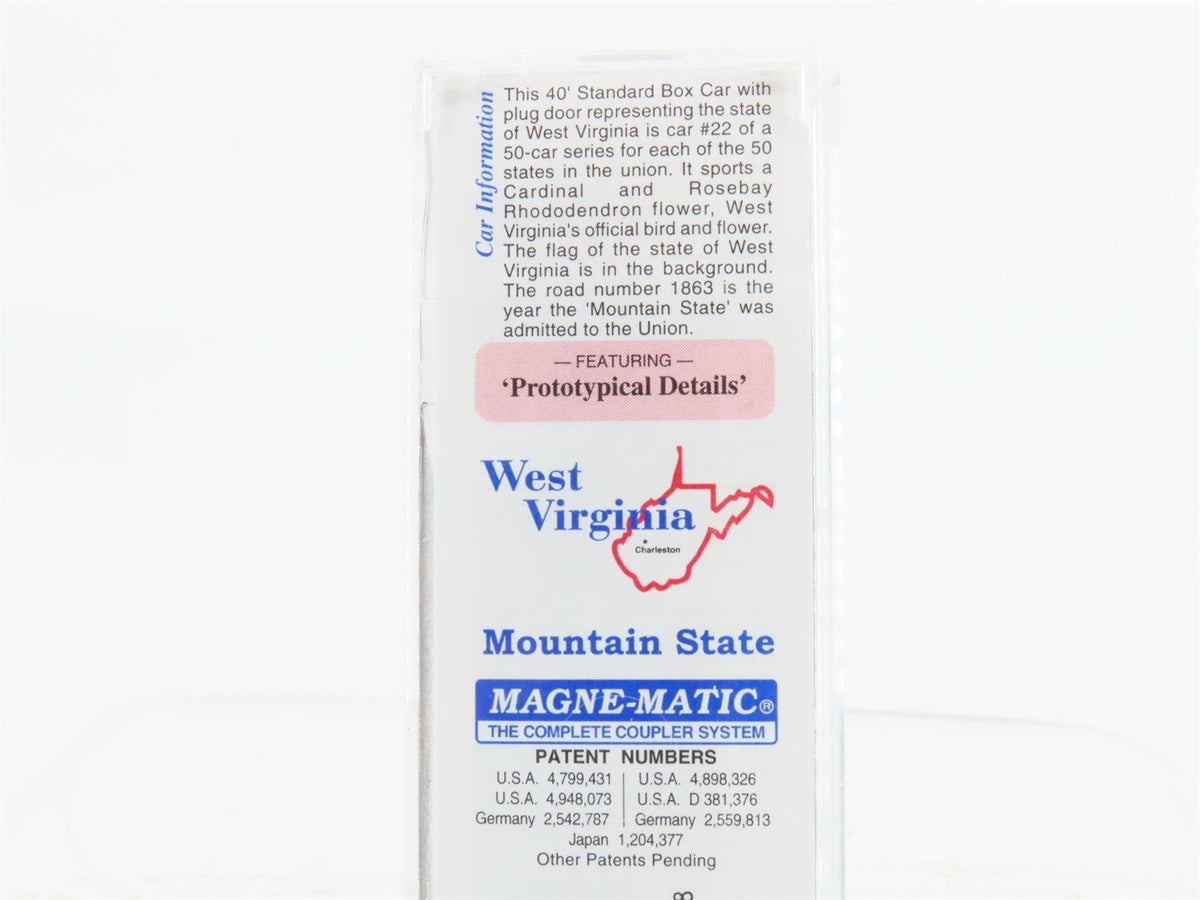 Car Information
This 40' Standard Box Car with
plug door representing the state
of West Virginia is car #22 of a
50-car series for each of the 50
states in the union. It sports a
Cardinal and Rosebay
Rhododendron flower, West
Virginia's official bird and flower.
The flag of the state of West
Virginia is in the background.
The road number 1863 is the
year the 'Mountain State' was
admitted to the Union.
— FEATURING —
‘Prototypical Details’
West
Virginia
Charleston
Mountain State
MAGNE-MATIC®
THE COMPLETE COUPLER SYSTEM
PATENT NUMBERS
U.S.A. 4,799,431 | U.S.A. 4,898,326
U.S.A. 4,948,073 | U.S.A. D 381,376
Germany 2,542,787 | Germany 2,559,813
Japan 1,204,377
Other Patents Pending